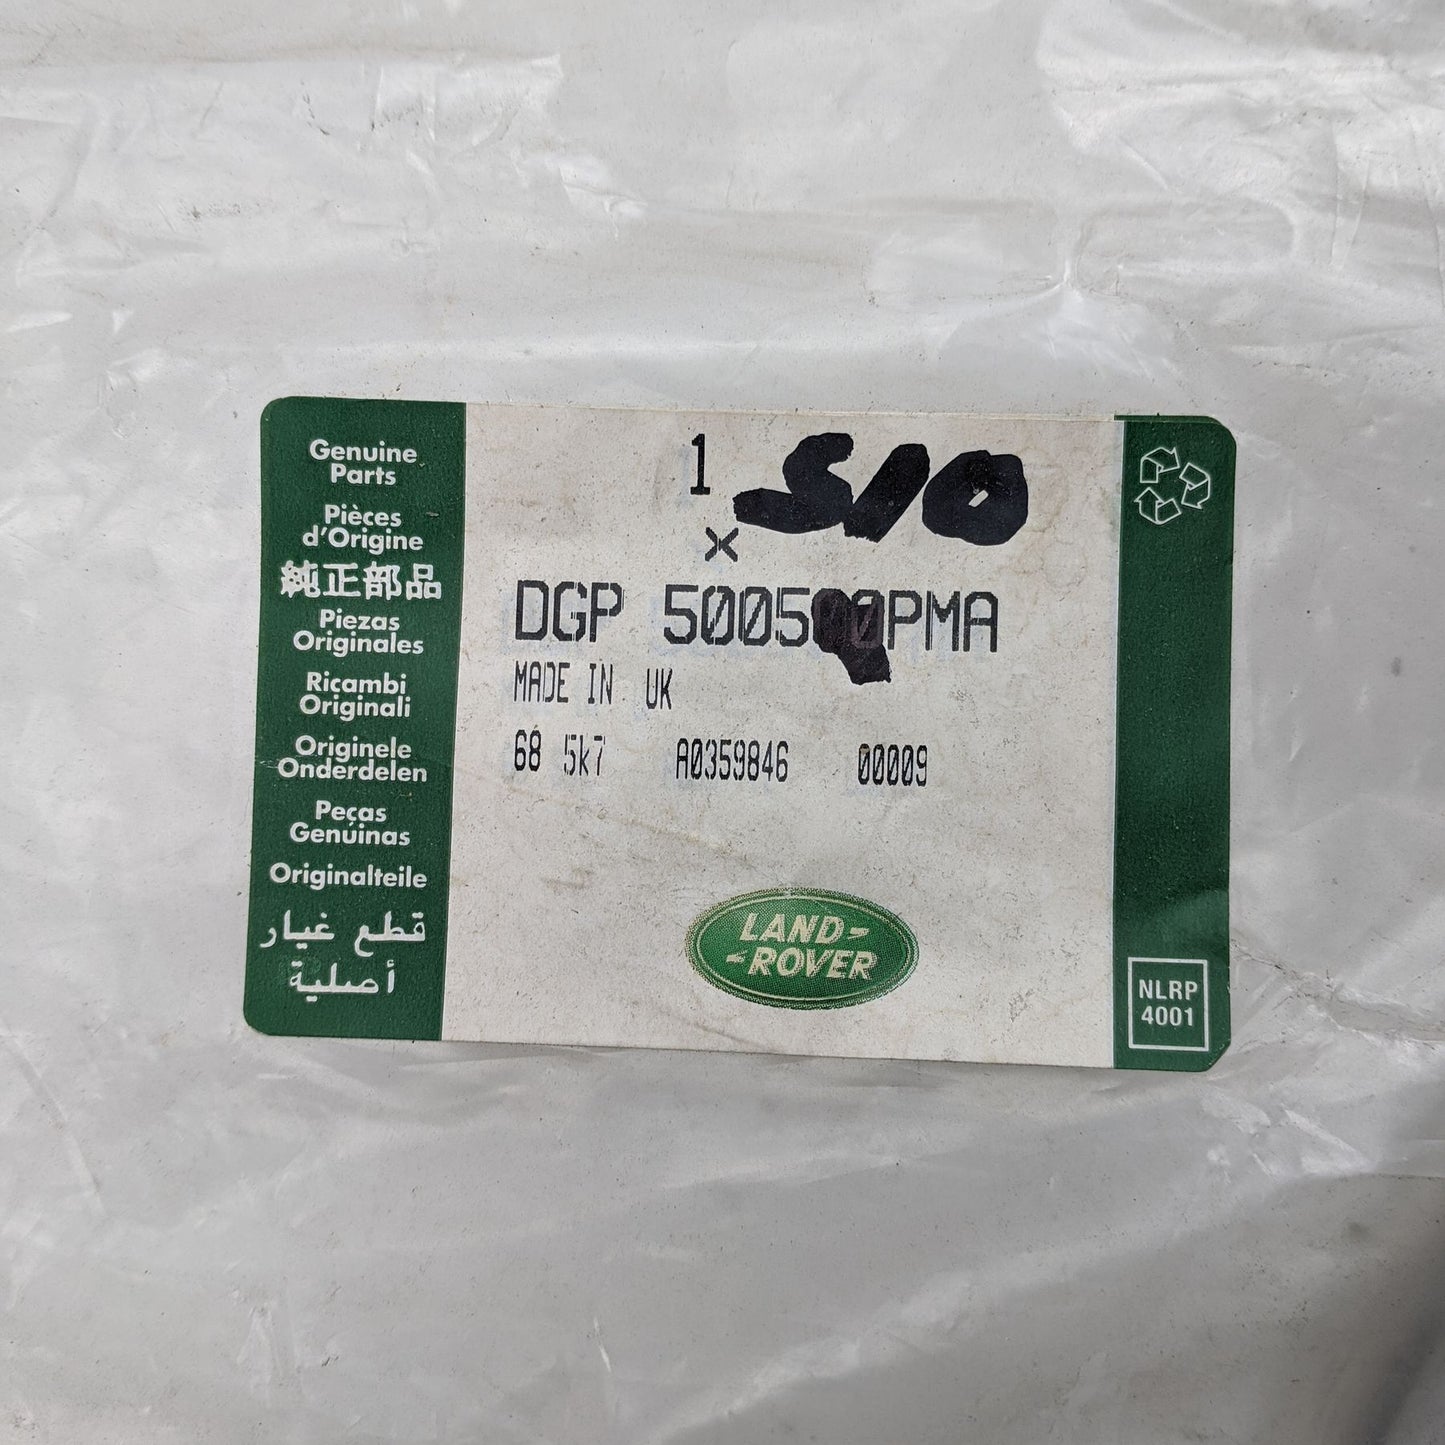 Genuine
Parts
Pièces
d'Origine
純正部品
Piezas
Originales
Ricambi
Originali
Originele
Onderdelen
Peças
Genuinas
Originalteile
قطع غيار
أصلية
1 S10
×
DGP
MADE IN UK
68 5k7 A0359846 00009
LAND-
-ROVER
NLRP
4001